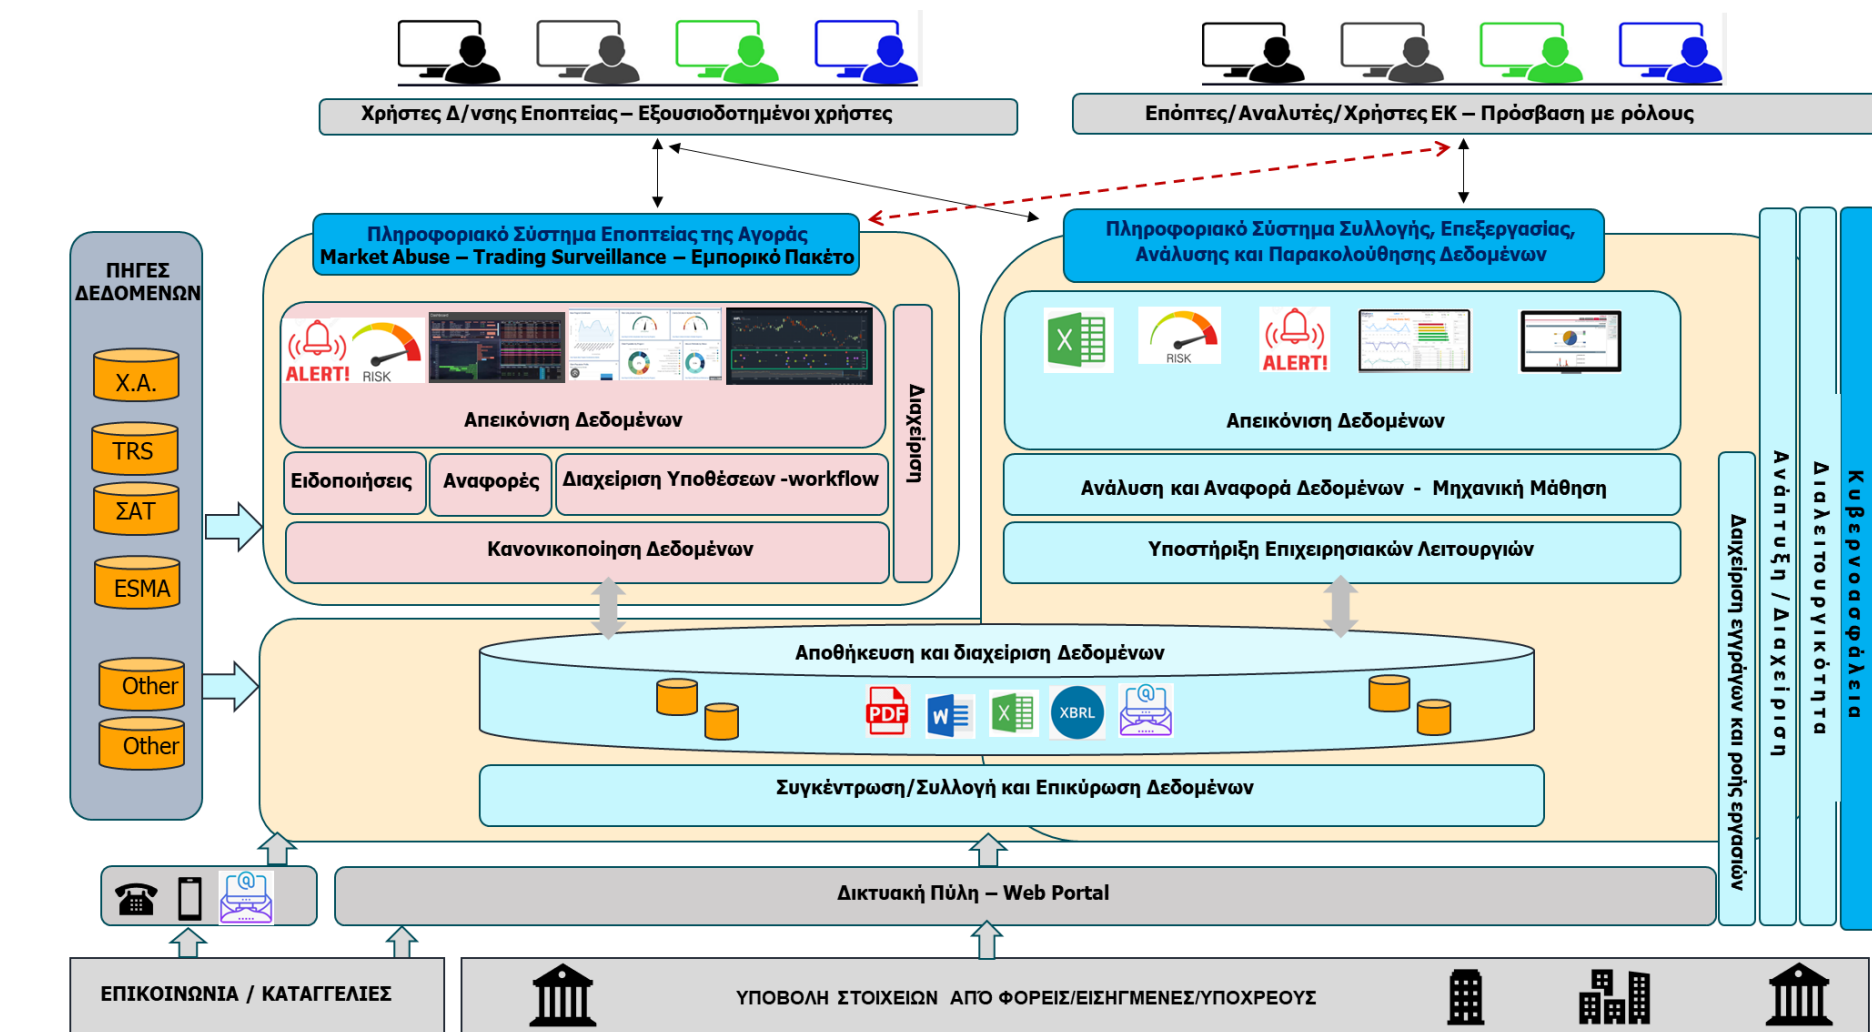 Χρήστες Δ/νσης Εποπτείας – Εξουσιοδοτημένοι χρήστες
Επόπτες/Αναλυτές/Χρήστες ΕΚ – Πρόσβαση με ρόλους
ΠΗΓΕΣ
ΔΕΔΟΜΕΝΩΝ
Χ.Α.
TRS
ΣΑΤ
ESMA
Other
Other
Πληροφοριακό Σύστημα Εποπτείας της Αγοράς
Market Abuse – Trading Surveillance – Εμπορικό Πακέτο
ALERT!
RISK
Απεικόνιση Δεδομένων
Ειδοποιήσεις
Αναφορές
Διαχείριση Υποθέσεων -workflow
Κανονικοποίηση Δεδομένων
Διαχείριση
Πληροφοριακό Σύστημα Συλλογής, Επεξεργασίας,
Ανάλυσης και Παρακολούθησης Δεδομένων
X
RISK
ALERT!
Απεικόνιση Δεδομένων
Ανάλυση και Αναφορά Δεδομένων - Μηχανική Μάθηση
Υποστήριξη Επιχειρησιακών Λειτουργιών
Αποθήκευση και διαχείριση Δεδομένων
PDF
W
X
XBRL
@
Συγκέντρωση/Συλλογή και Επικύρωση Δεδομένων
Δαιχείριση εγγράγων και ροής εργασιών
Ανάπτυξη / Διαχείριση
Διαλειτουργικότητα
Κυβερνοασφάλεια
@
Δικτυακή Πύλη – Web Portal
ΕΠΙΚΟΙΝΩΝΙΑ / ΚΑΤΑΓΓΕΛΙΕΣ
ΥΠΟΒΟΛΗ ΣΤΟΙΧΕΙΩΝ ΑΠΌ ΦΟΡΕΙΣ/ΕΙΣΗΓΜΕΝΕΣ/ΥΠΟΧΡΕΟΥΣ